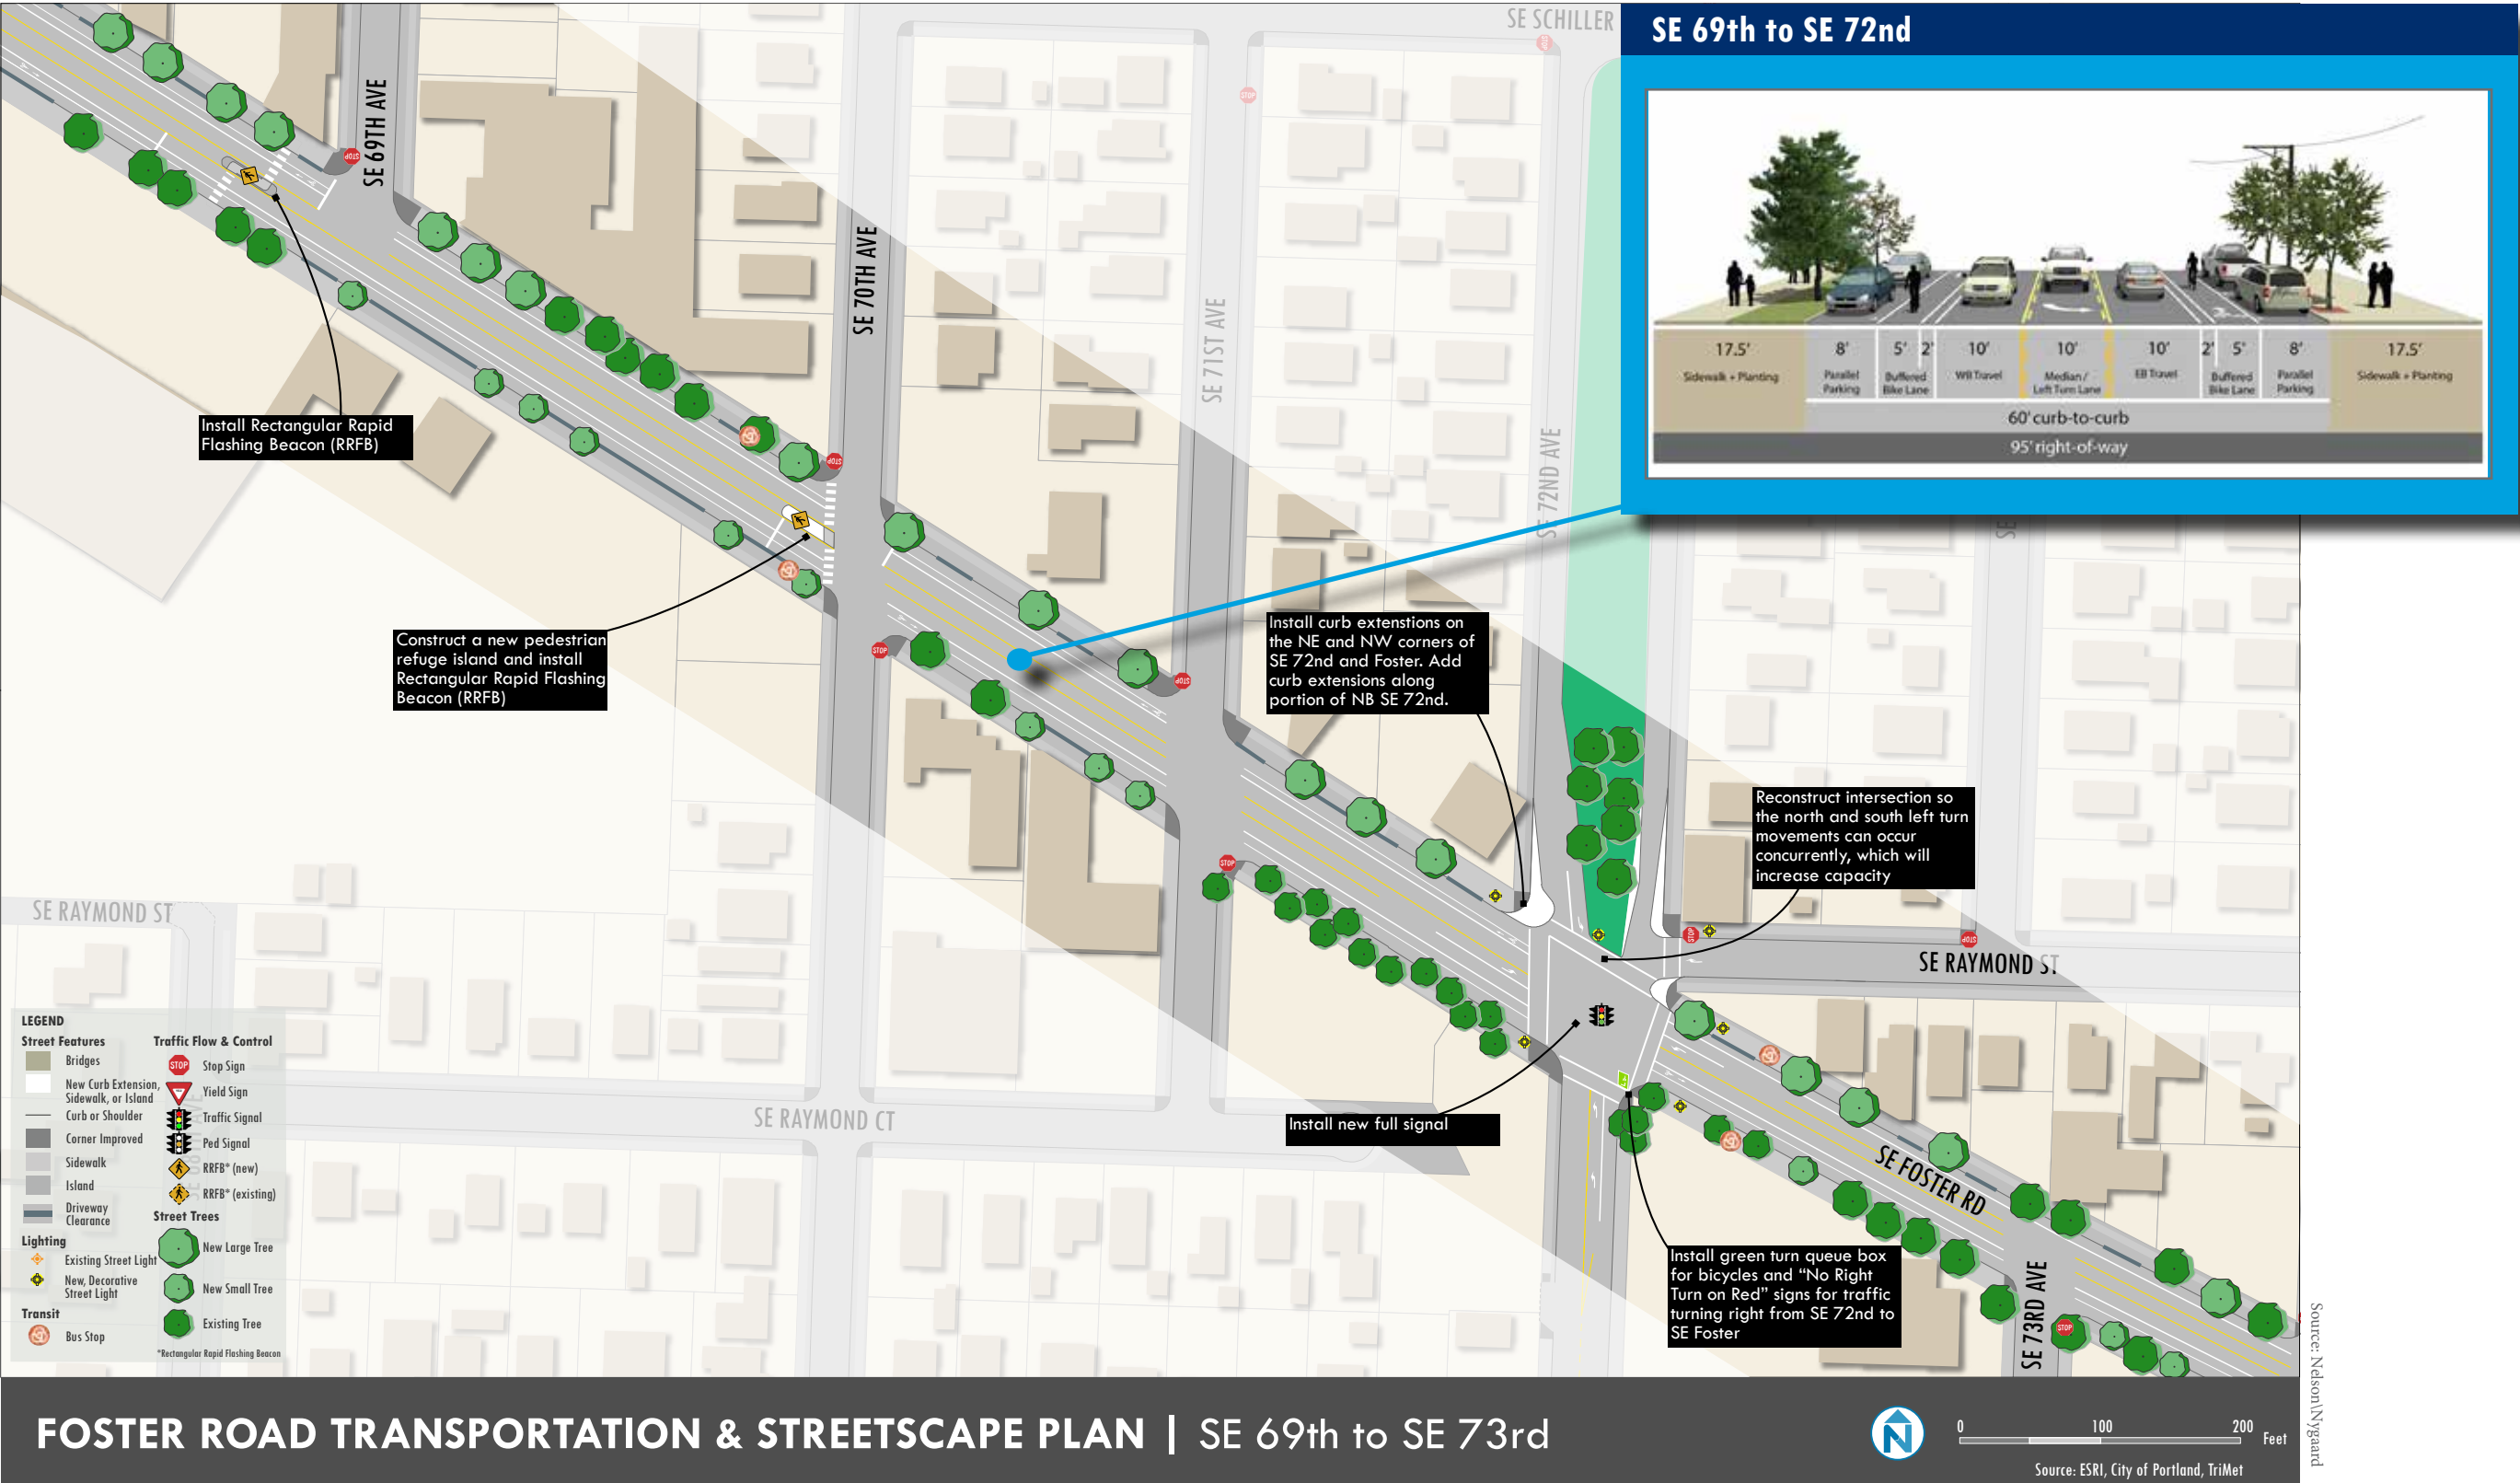 SE SCHILLER
SE 69th to SE 72nd
17.5'
8'
5'
2'
10'
10'
10'
2'
5'
8'
17.5'
Sidewalk + Planting
Parallel
Parking
Buffered
Bike Lane
WB Travel
Median /
Left Turn Lane
EB Travel
Buffered
Bike Lane
Parallel
Parking
Sidewalk + Planting
60' curb-to-curb
95' right-of-way
SE 69TH AVE
SE 70TH AVE
SE 71ST AVE
SE 72ND AVE
SE
STOP
STOP
STOP
STOP
STOP
STOP
STOP
STOP
STOP
STOP
Install Rectangular Rapid
Flashing Beacon (RRFB)
Construct a new pedestrian
refuge island and install
Rectangular Rapid Flashing
Beacon (RRFB)
Install curb extenstions on
the NE and NW corners of
SE 72nd and Foster. Add
curb extensions along
portion of NB SE 72nd.
Reconstruct intersection so
the north and south left turn
movements can occur
concurrently, which will
increase capacity
SE RAYMOND ST
SE RAYMOND ST
SE RAYMOND CT
Install new full signal
SE FOSTER RD
Install green turn queue box
for bicycles and “No Right
Turn on Red” signs for traffic
turning right from SE 72nd to
SE Foster
SE 73RD AVE
LEGEND
Street Features
Bridges
New Curb Extension,
Sidewalk, or Island
Curb or Shoulder
Corner Improved
Sidewalk
Island
Driveway
Clearance
Lighting
Existing Street Light
New, Decorative
Street Light
Transit
Bus Stop
Traffic Flow & Control
STOP
Stop Sign
Yield Sign
Traffic Signal
Ped Signal
RRFB* (new)
RRFB* (existing)
Street Trees
New Large Tree
New Small Tree
Existing Tree
*Rectangular Rapid Flashing Beacon
FOSTER ROAD TRANSPORTATION & STREETSCAPE PLAN | SE 69th to SE 73rd
N
0 100 200
Feet
Source: ESRI, City of Portland, TriMet
Source: Nelson\Nygaard